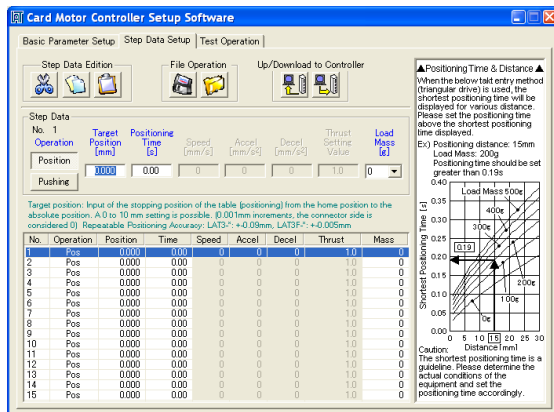 Card Motor Controller Setup Software
Basic Parameter Setup Step Data Setup Test Operation
Step Data Edition File Operation Up/Download to Controller
Step Data
No. 1
Operation Target Position [mm] Positioning Time [s] Speed [mm/s] Accel [mm/s²] Decel [mm/s²] Thrust Setting Value Load Mass [g]
Position 0.000 0.00 0 0 0 1.0 0
Pushing
Target position: Input of the stopping position of the table (positioning) from the home position to the
absolute position. A 0 to 10 mm setting is possible. (0.001mm increments, the connector side is
considered 0) Repeatable Positioning Accuracy: LAT3-*: +-0.09mm, LAT3F-*: +-0.005mm
No. Operation Position Time Speed Accel Decel Thrust Mass
1 Pos 0.000 0.00 0 0 0 1.0 0
2 Pos 0.000 0.00 0 0 0 1.0 0
3 Pos 0.000 0.00 0 0 0 1.0 0
4 Pos 0.000 0.00 0 0 0 1.0 0
5 Pos 0.000 0.00 0 0 0 1.0 0
6 Pos 0.000 0.00 0 0 0 1.0 0
7 Pos 0.000 0.00 0 0 0 1.0 0
8 Pos 0.000 0.00 0 0 0 1.0 0
9 Pos 0.000 0.00 0 0 0 1.0 0
10 Pos 0.000 0.00 0 0 0 1.0 0
11 Pos 0.000 0.00 0 0 0 1.0 0
12 Pos 0.000 0.00 0 0 0 1.0 0
13 Pos 0.000 0.00 0 0 0 1.0 0
14 Pos 0.000 0.00 0 0 0 1.0 0
15 Pos 0.000 0.00 0 0 0 1.0 0
▲Positioning Time & Distance▲
When the below takt entry method
(triangular drive) is used, the
shortest positioning time will be
displayed for various distance.
Please set the positioning time
above the shortest positioning
time displayed.
Ex) Positioning distance: 15mm
Load Mass: 200g
Positioning time should be set
greater than 0.19s
Shortest Positioning Time [s]
0.40
0.35
0.30
0.25
0.20
0.15
0.10
0.05
0.00
0.19
Load Mass 500g
400g
300g
200g
100g
0g
0 5 10 15 20 25 30
Distance [mm]
Caution:
The shortest positioning time is a
guideline. Please determine the
actual conditions of the
equipment and set the
positioning time accordingly.